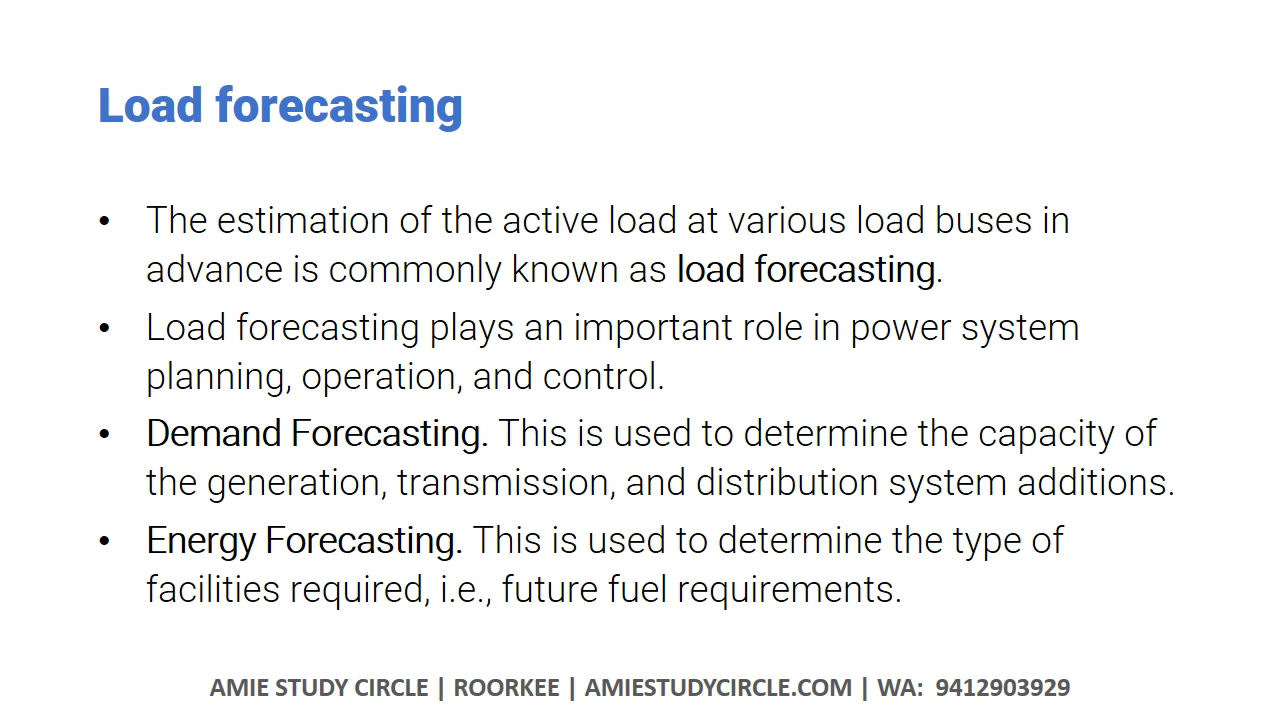 Load forecasting
• The estimation of the active load at various load buses in
advance is commonly known as load forecasting.
• Load forecasting plays an important role in power system
planning, operation, and control.
• Demand Forecasting. This is used to determine the capacity of
the generation, transmission, and distribution system additions.
• Energy Forecasting. This is used to determine the type of
facilities required, i.e., future fuel requirements.
AMIE STUDY CIRCLE | ROORKEE | AMIESTUDYCIRCLE.COM | WA: 9412903929